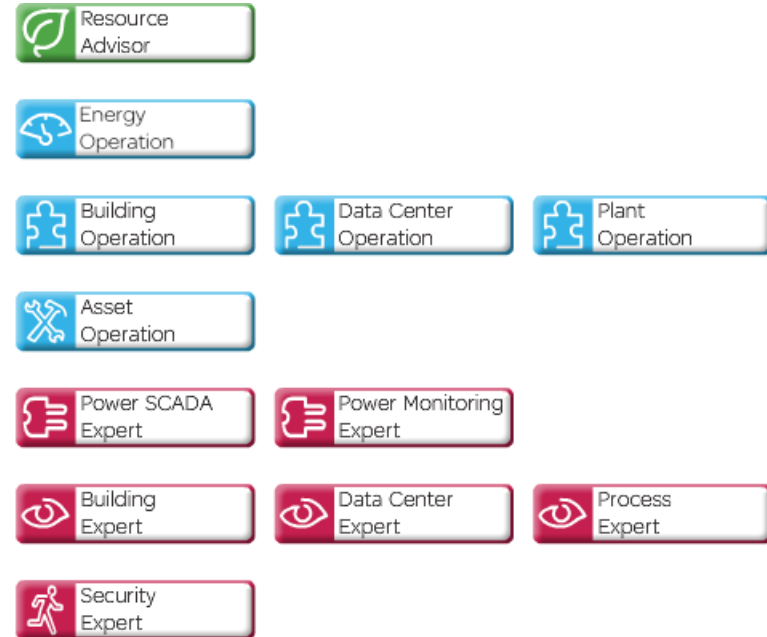 Resource
Advisor
Energy
Operation
Building
Operation
Data Center
Operation
Plant
Operation
Asset
Operation
Power SCADA
Expert
Power Monitoring
Expert
Building
Expert
Data Center
Expert
Process
Expert
Security
Expert